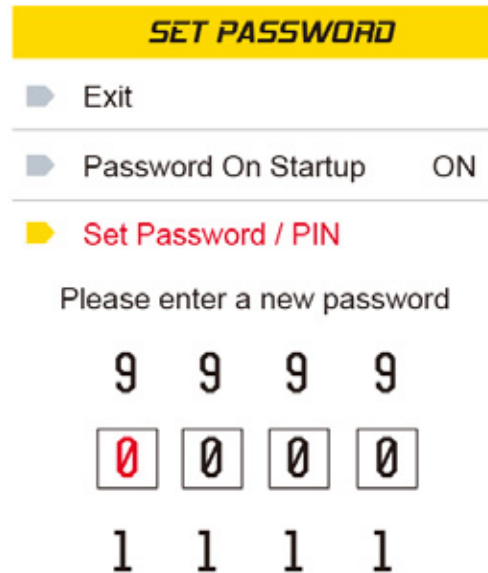 SET PASSWORD
Exit
Password On Startup ON
Set Password / PIN
Please enter a new password
9 9 9 9
0 0 0 0
1 1 1 1